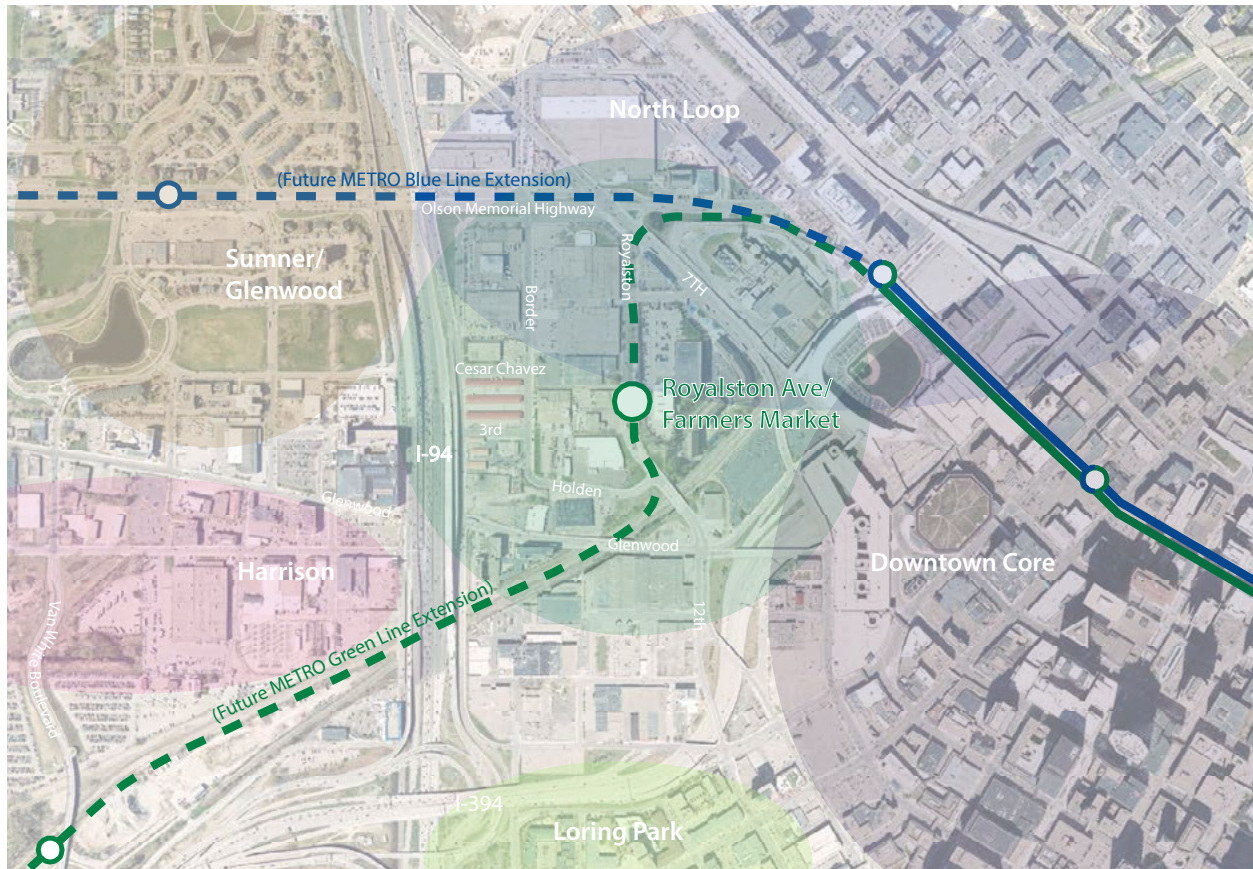 North Loop
(Future METRO Blue Line Extension)
Olson Memorial Highway
Sumner/
Glenwood
Royalston
7TH
Border
Cesar Chavez
Royalston Ave/
Farmers Market
3rd
I-94
Holden
Glenwood
Glenwood
Downtown Core
Harrison
(Future METRO Green Line Extension)
12th
Van White Boulevard
I-394
Loring Park